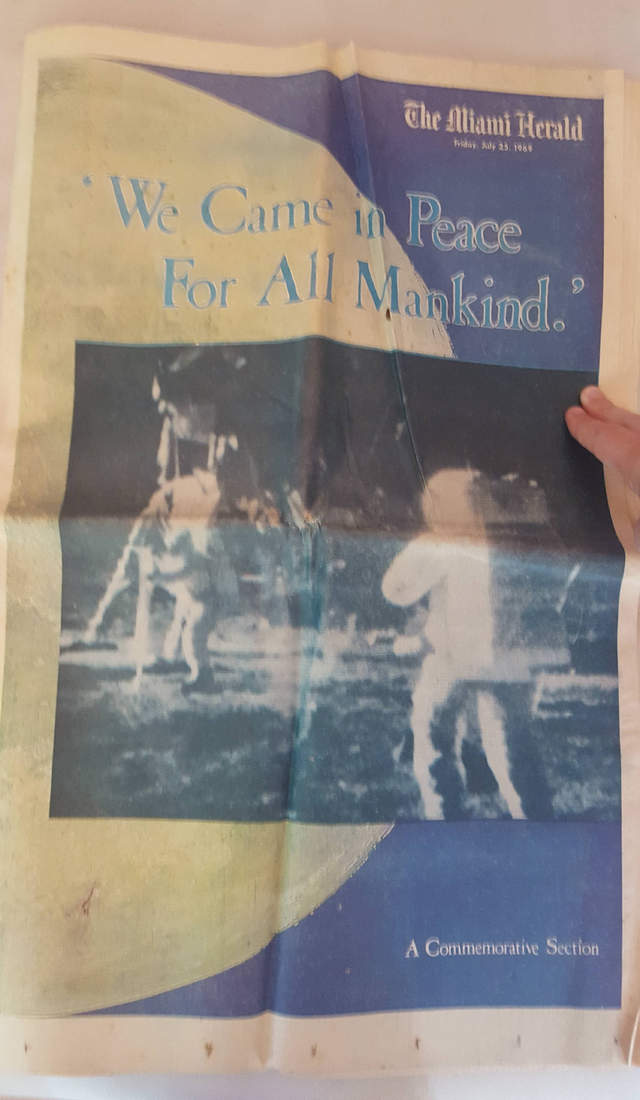 The Miami Herald
Friday, July 25, 1969
‘We Came in Peace
For All Mankind.’
A Commemorative Section